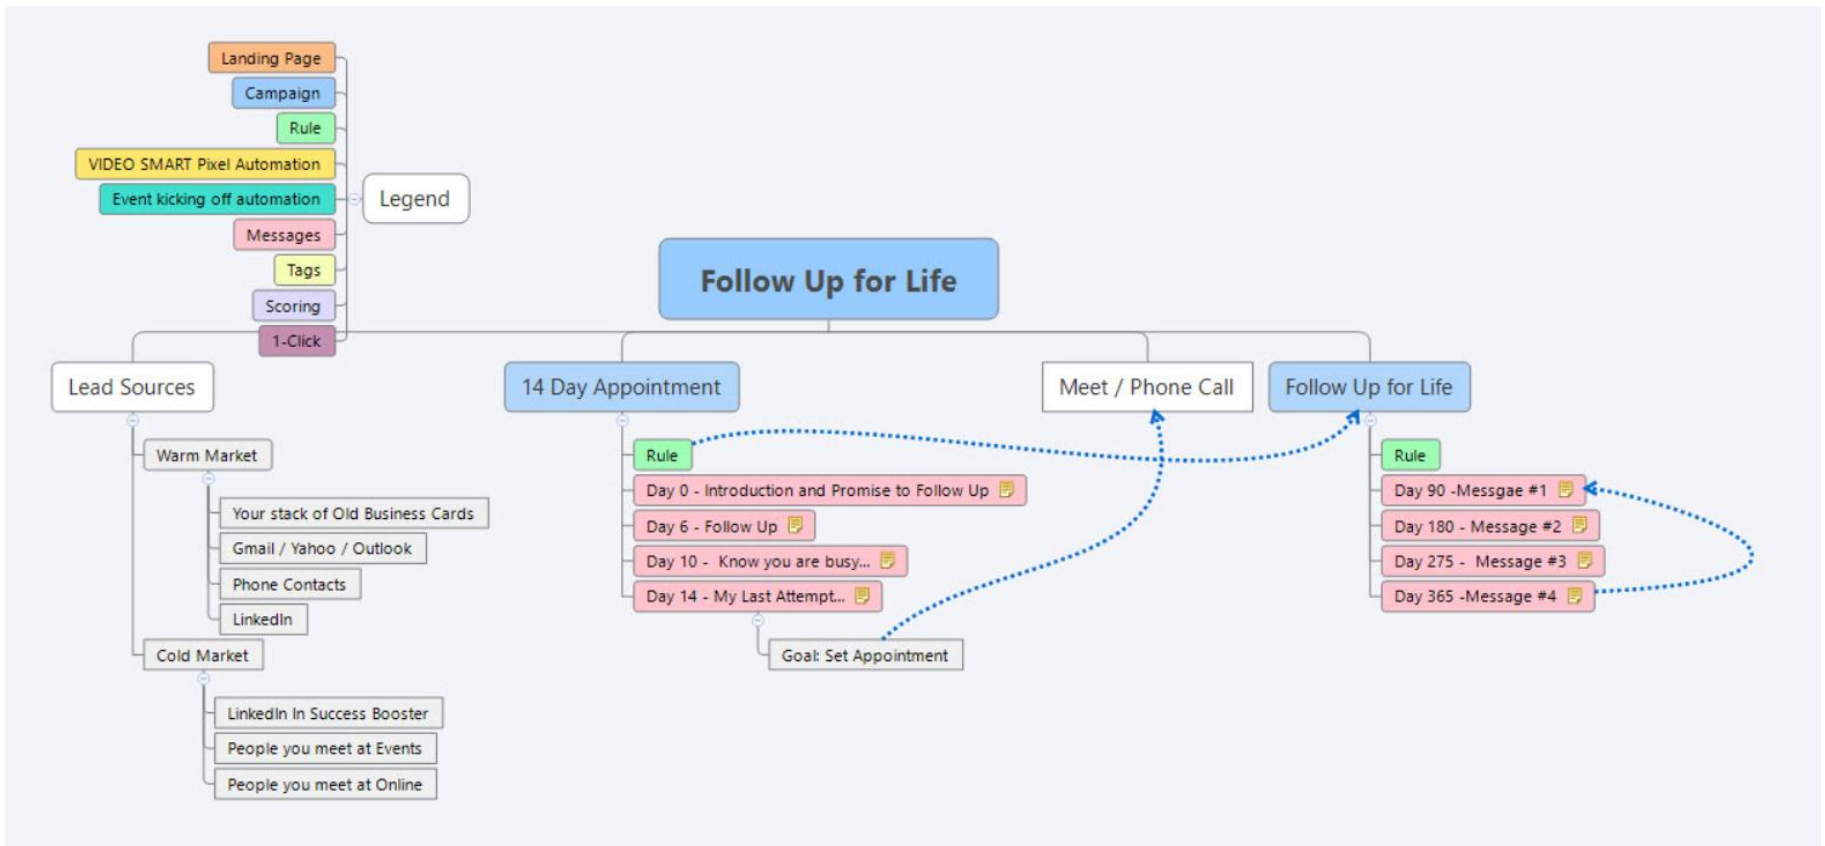 Landing Page
Campaign
Rule
VIDEO SMART Pixel Automation
Event kicking off automation
Messages
Tags
Scoring
1-Click
Legend
Follow Up for Life
Lead Sources
Warm Market
Your stack of Old Business Cards
Gmail / Yahoo / Outlook
Phone Contacts
LinkedIn
Cold Market
LinkedIn In Success Booster
People you meet at Events
People you meet at Online
14 Day Appointment
Rule
Day 0 - Introduction and Promise to Follow Up
Day 6 - Follow Up
Day 10 - Know you are busy...
Day 14 - My Last Attempt...
Goal: Set Appointment
Meet / Phone Call
Follow Up for Life
Rule
Day 90 -Messgae #1
Day 180 - Message #2
Day 275 - Message #3
Day 365 -Message #4